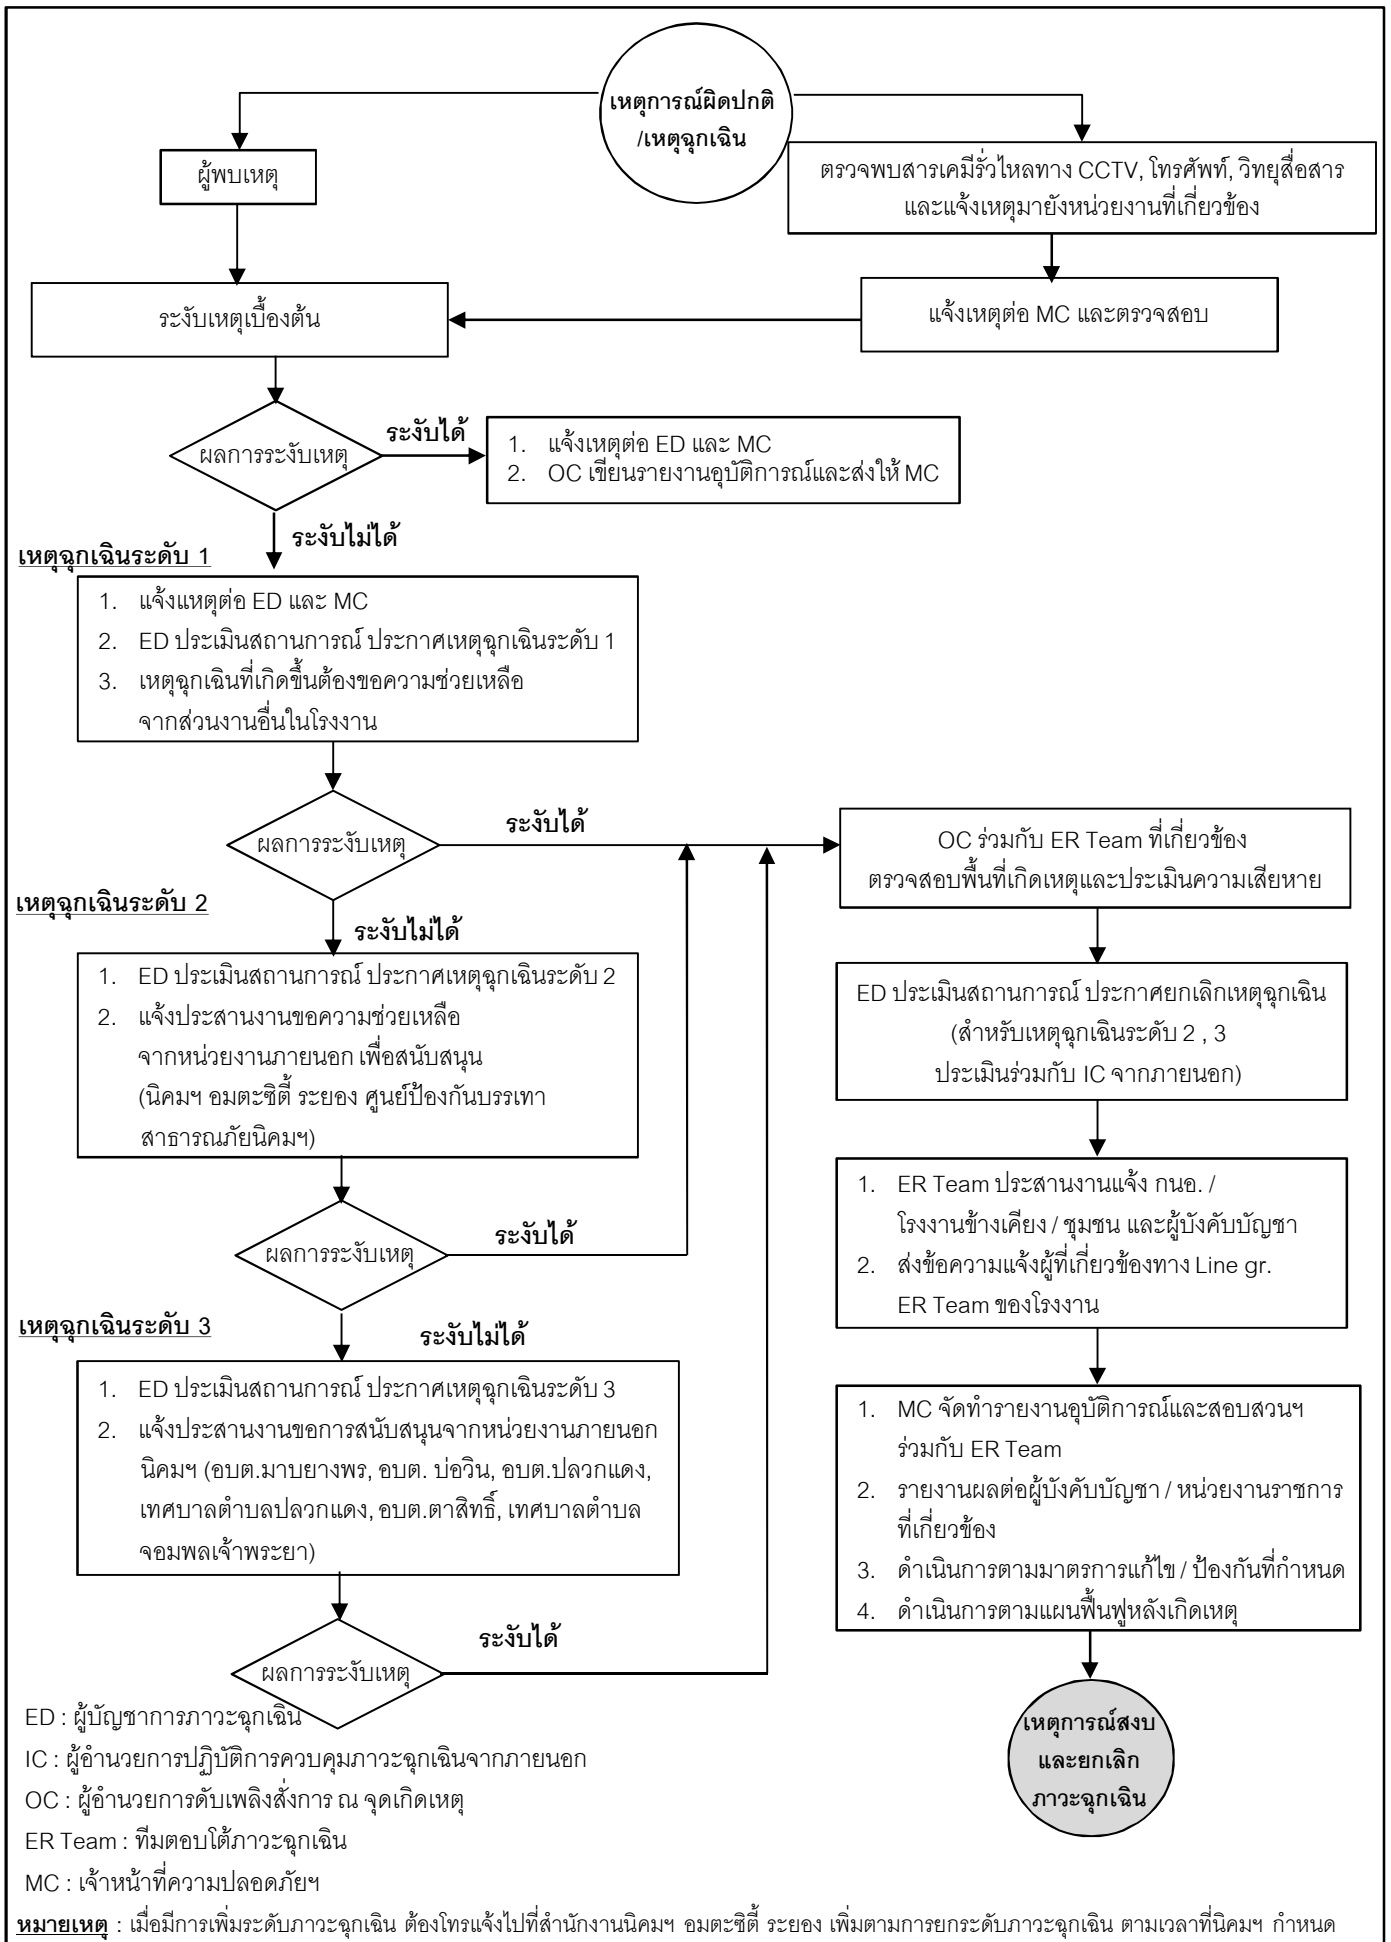 เหตุการณ์ผิดปกติ
/เหตุฉุกเฉิน
ผู้พบเหตุ
ตรวจพบสารเคมีรั่วไหลทาง CCTV, โทรศัพท์, วิทยุสื่อสาร
และแจ้งเหตุมายังหน่วยงานที่เกี่ยวข้อง
ระงับเหตุเบื้องต้น
แจ้งเหตุต่อ MC และตรวจสอบ
ผลการระงับเหตุ
ระงับได้
1. แจ้งเหตุต่อ ED และ MC
2. OC เขียนรายงานอุบัติการณ์และส่งให้ MC
ระงับไม่ได้
เหตุฉุกเฉินระดับ 1
1. แจ้งแหตุต่อ ED และ MC
2. ED ประเมินสถานการณ์ ประกาศเหตุฉุกเฉินระดับ 1
3. เหตุฉุกเฉินที่เกิดขึ้นต้องขอความช่วยเหลือ
จากส่วนงานอื่นในโรงงาน
ผลการระงับเหตุ
ระงับได้
ระงับไม่ได้
เหตุฉุกเฉินระดับ 2
1. ED ประเมินสถานการณ์ ประกาศเหตุฉุกเฉินระดับ 2
2. แจ้งประสานงานขอความช่วยเหลือ
จากหน่วยงานภายนอก เพื่อสนับสนุน
(นิคมฯ อมตะซิตี้ ระยอง ศูนย์ป้องกันบรรเทา
สาธารณภัยนิคมฯ)
ผลการระงับเหตุ
ระงับได้
ระงับไม่ได้
เหตุฉุกเฉินระดับ 3
1. ED ประเมินสถานการณ์ ประกาศเหตุฉุกเฉินระดับ 3
2. แจ้งประสานงานขอการสนับสนุนจากหน่วยงานภายนอก
นิคมฯ (อบต.มาบยางพร, อบต. บ่อวิน, อบต.ปลวกแดง,
เทศบาลตำบลปลวกแดง, อบต.ตาสิทธิ์, เทศบาลตำบล
จอมพลเจ้าพระยา)
ผลการระงับเหตุ
ระงับได้
OC ร่วมกับ ER Team ที่เกี่ยวข้อง
ตรวจสอบพื้นที่เกิดเหตุและประเมินความเสียหาย
ED ประเมินสถานการณ์ ประกาศยกเลิกเหตุฉุกเฉิน
(สำหรับเหตุฉุกเฉินระดับ 2 , 3
ประเมินร่วมกับ IC จากภายนอก)
1. ER Team ประสานงานแจ้ง กนอ. /
โรงงานข้างเคียง / ชุมชน และผู้บังคับบัญชา
2. ส่งข้อความแจ้งผู้ที่เกี่ยวข้องทาง Line gr.
ER Team ของโรงงาน
1. MC จัดทำรายงานอุบัติการณ์และสอบสวนฯ
ร่วมกับ ER Team
2. รายงานผลต่อผู้บังคับบัญชา / หน่วยงานราชการ
ที่เกี่ยวข้อง
3. ดำเนินการตามมาตรการแก้ไข / ป้องกันที่กำหนด
4. ดำเนินการตามแผนฟื้นฟูหลังเกิดเหตุ
เหตุการณ์สงบ
และยกเลิก
ภาวะฉุกเฉิน
ED : ผู้บัญชาการภาวะฉุกเฉิน
IC : ผู้อำนวยการปฏิบัติการควบคุมภาวะฉุกเฉินจากภายนอก
OC : ผู้อำนวยการดับเพลิงสั่งการ ณ จุดเกิดเหตุ
ER Team : ทีมตอบโต้ภาวะฉุกเฉิน
MC : เจ้าหน้าที่ความปลอดภัยฯ
หมายเหตุ : เมื่อมีการเพิ่มระดับภาวะฉุกเฉิน ต้องโทรแจ้งไปที่สำนักงานนิคมฯ อมตะซิตี้ ระยอง เพิ่มตามการยกระดับภาวะฉุกเฉิน ตามเวลาที่นิคมฯ กำหนด